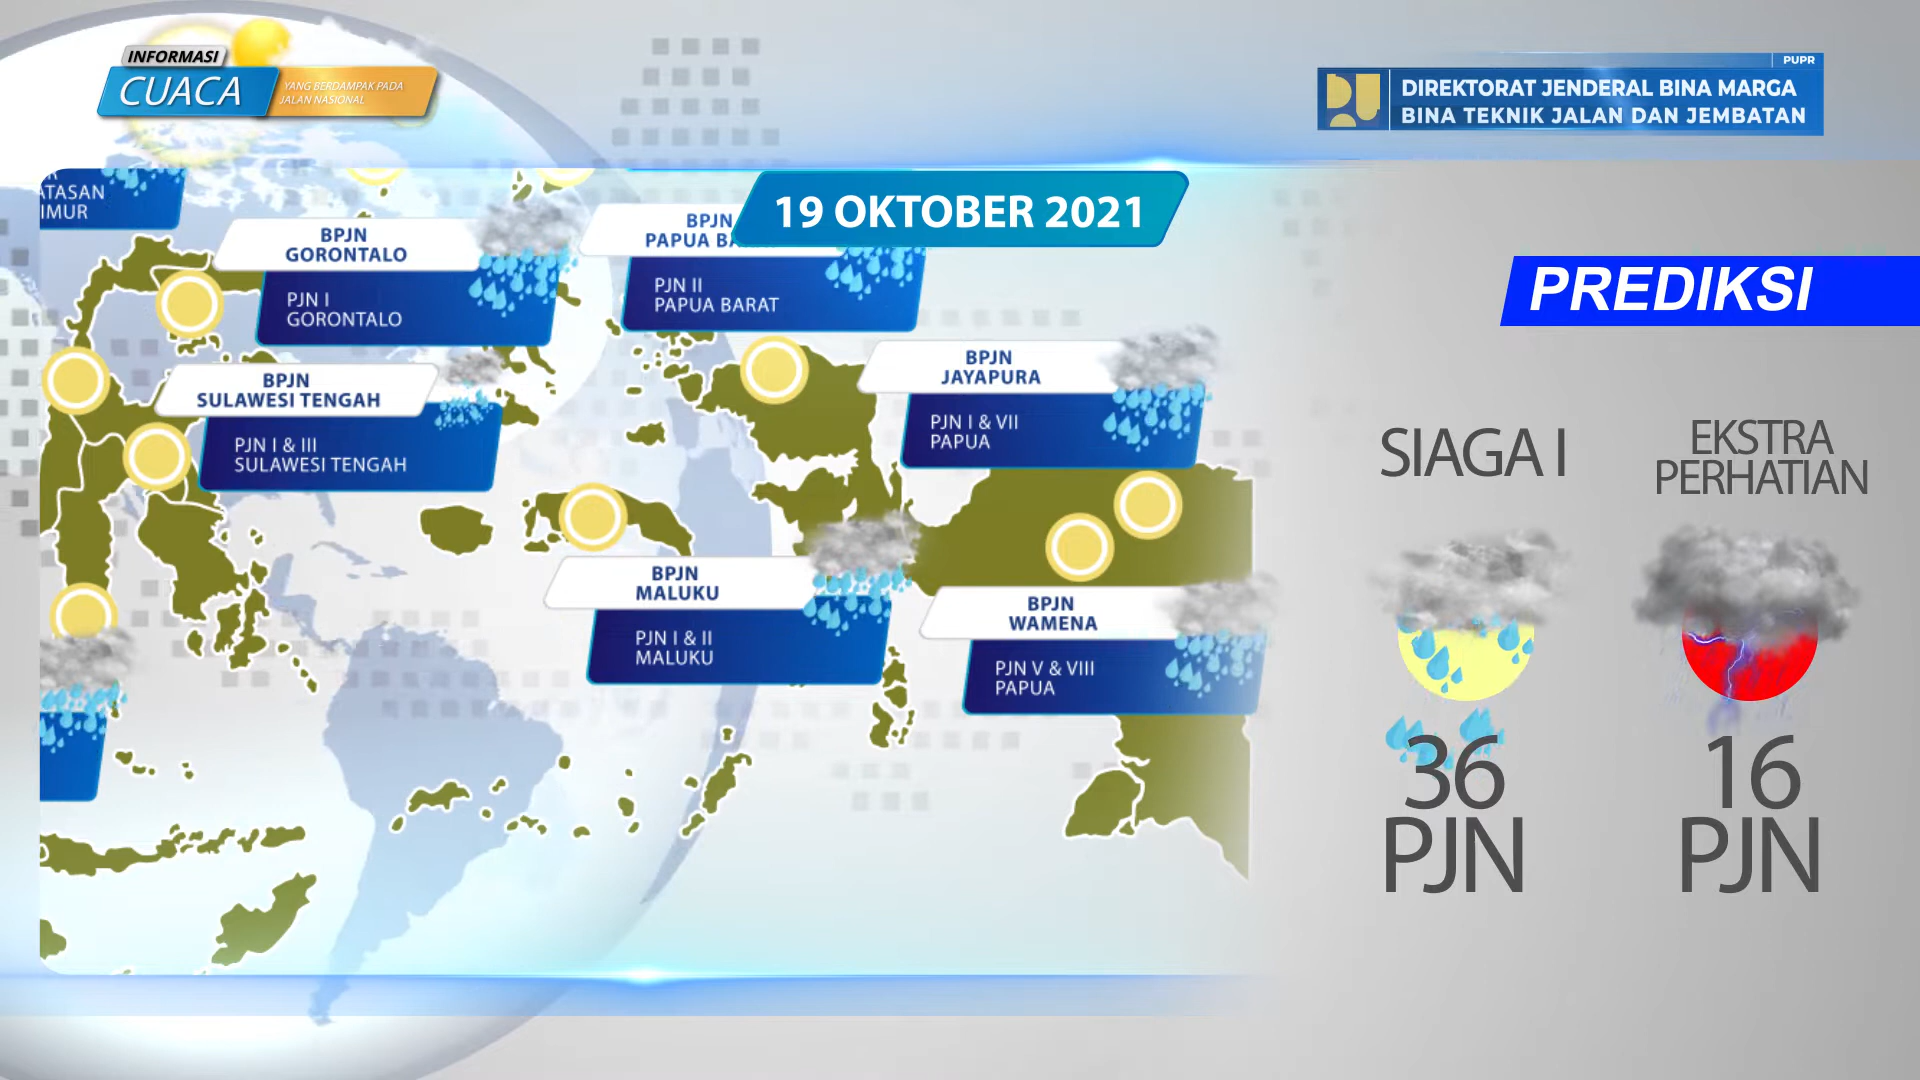 INFORMASI
CUACA
YANG BERDAMPAK PADA
JALAN NASIONAL
PUPR
DIREKTORAT JENDERAL BINA MARGA
BINA TEKNIK JALAN DAN JEMBATAN
19 OKTOBER 2021
ATASAN
IMUR
BPJN
GORONTALO
PJN I
GORONTALO
BPJN
PAPUA BA
PJN II
PAPUA BARAT
BPJN
SULAWESI TENGAH
PJN I & III
SULAWESI TENGAH
BPJN
JAYAPURA
PJN I & VII
PAPUA
BPJN
MALUKU
PJN I & II
MALUKU
BPJN
WAMENA
PJN V & VIII
PAPUA
PREDIKSI
SIAGA I
36
PJN
EKSTRA
PERHATIAN
16
PJN